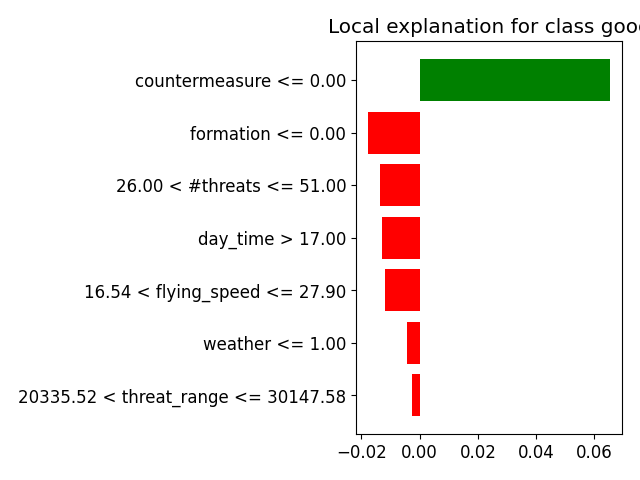 Local explanation for class good
countermeasure <= 0.00
formation <= 0.00
26.00 < #threats <= 51.00
day_time > 17.00
16.54 < flying_speed <= 27.90
weather <= 1.00
20335.52 < threat_range <= 30147.58
−0.02 0.00 0.02 0.04 0.06